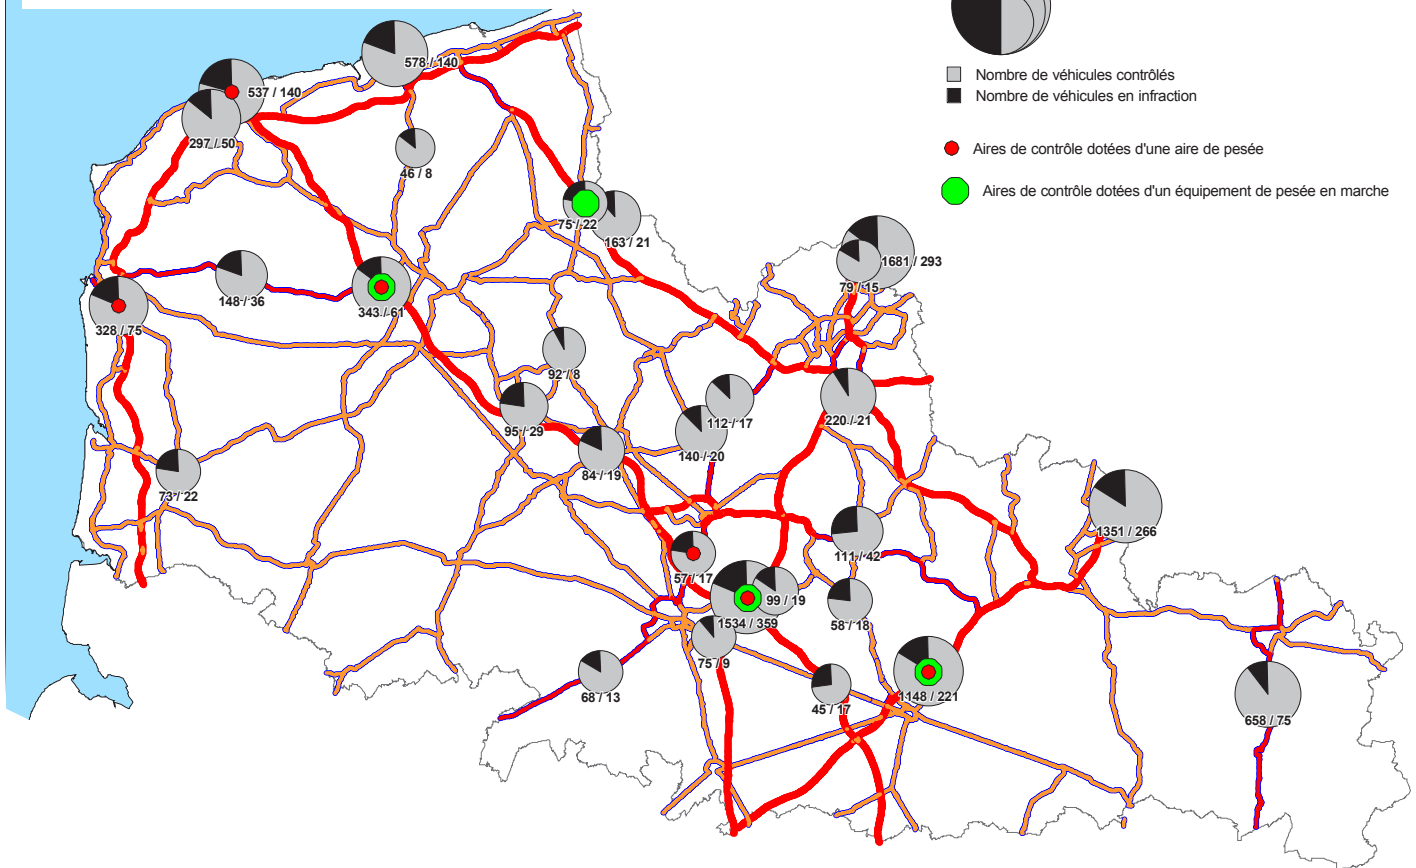 Nombre de véhicules contrôlés
Nombre de véhicules en infraction
Aires de contrôle dotées d'une aire de pesée
Aires de contrôle dotées d'un équipement de pesée en marche
578 / 140
537 / 140
297 / 50
46 / 8
75 / 22
163 / 21
1681 / 293
79 / 15
148 / 36
343 / 61
328 / 75
92 / 8
95 / 29
112 / 17
220 / 21
140 / 20
84 / 19
73 / 22
1351 / 266
111 / 42
57 / 17
99 / 19
1534 / 359
58 / 18
75 / 9
68 / 13
45 / 17
1148 / 221
658 / 75